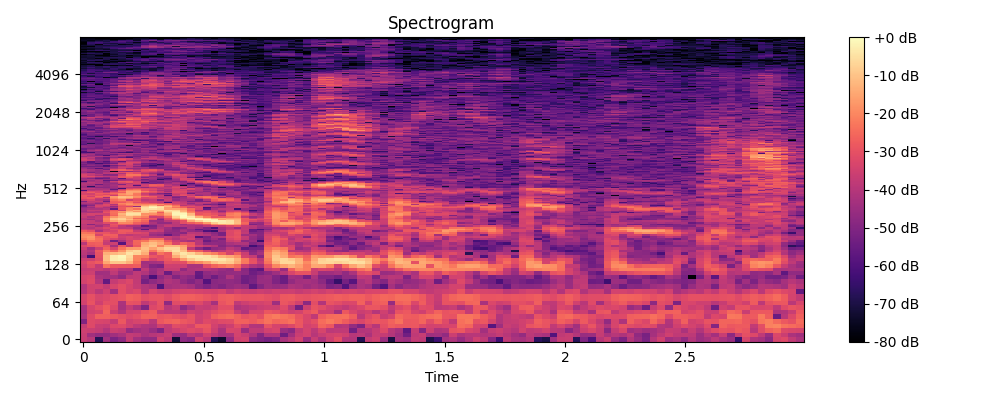 Spectrogram
Hz
4096
2048
1024
512
256
128
64
0
0
0.5
1
1.5
2
2.5
Time
+0 dB
-10 dB
-20 dB
-30 dB
-40 dB
-50 dB
-60 dB
-70 dB
-80 dB